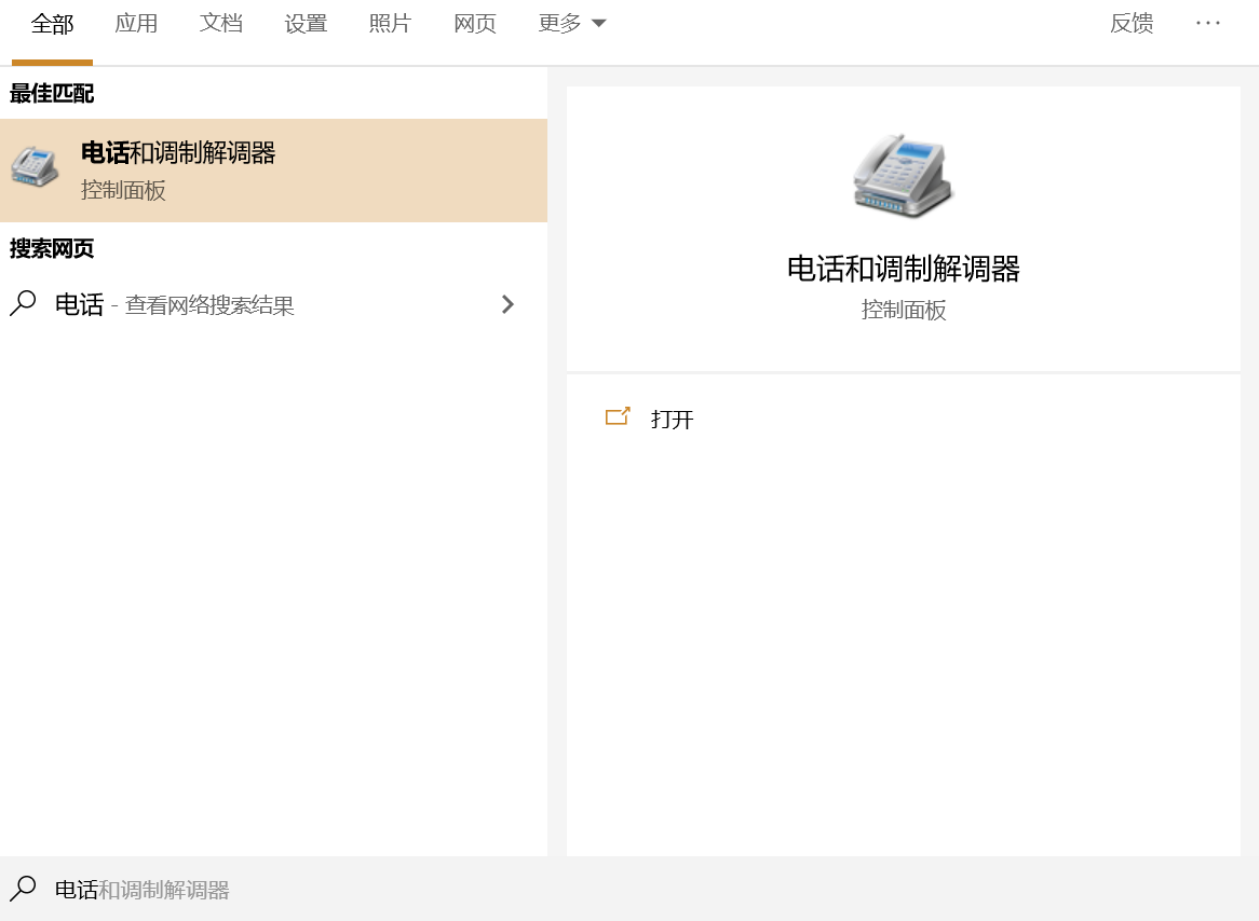 全部 应用 文档 设置 照片 网页 更多 反馈 ···
最佳匹配
电话和调制解调器
控制面板
搜索网页
电话 - 查看网络搜索结果
电话和调制解调器
控制面板
打开
电话和调制解调器